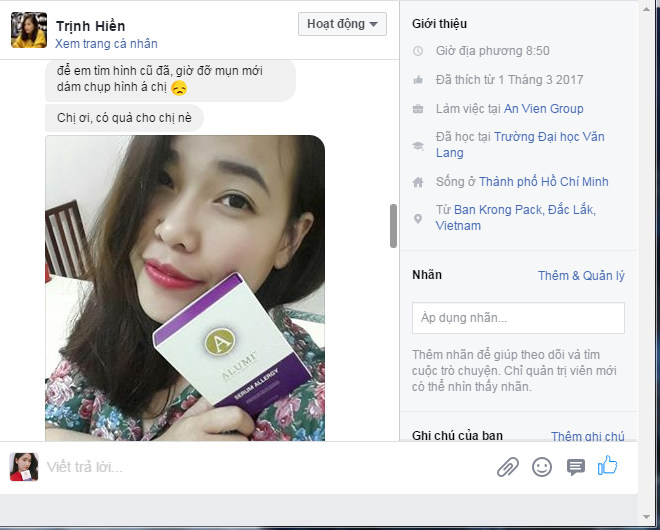 Trịnh Hiền
Xem trang cá nhân
Hoạt động
để em tìm hình cũ đã, giờ đỡ mụn mới
dám chụp hình á chị
Chị ơi, có quả cho chị nè
A
ALUMI
SERUM ALLERGY
Viết trả lời...
Giới thiệu
Giờ địa phương 8:50
Đã thích từ 1 Tháng 3 2017
Làm việc tại An Vien Group
Đã học tại Trường Đại học Văn
Lang
Sống ở Thành phố Hồ Chí Minh
Từ Ban Krong Pack, Đắc Lắk,
Vietnam
Nhãn
Thêm & Quản lý
Áp dụng nhãn...
Thêm nhãn để giúp theo dõi và tìm
cuộc trò chuyện. Chỉ quản trị viên mới
có thể nhìn thấy nhãn.
Ghi chú của bạn
Thêm ghi chú